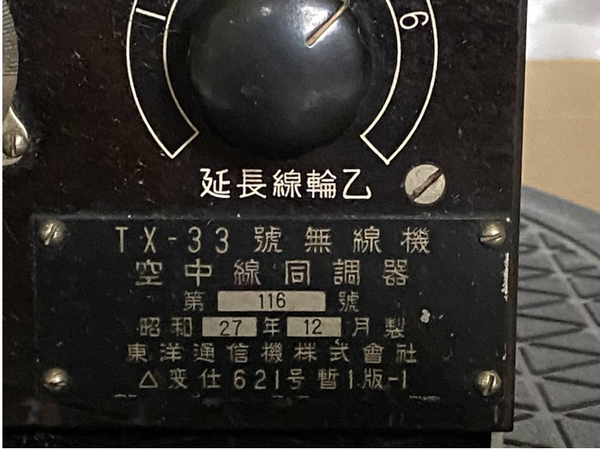 1 6
延長線輪乙
TX-33號無線機
空中線同調器
第 116 號
昭和 27 年 12 月製
東洋通信機株式會社
△変仕621号暫1版-1